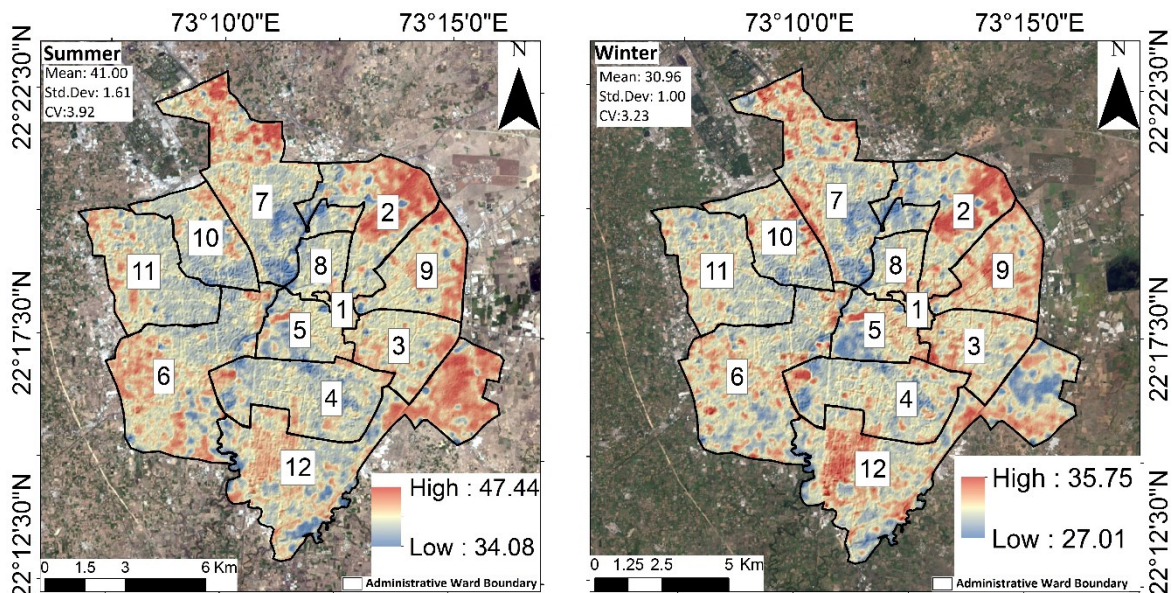 73°10'0"E
73°15'0"E
73°10'0"E
73°15'0"E
22°22'30"N
22°17'30"N
22°12'30"N
Summer
Mean: 41.00
Std.Dev: 1.61
CV:3.92
N
7
2
10
8
9
11
1
5
3
6
4
12
High : 47.44
Low : 34.08
0 1.5 3 6 Km
Administrative Ward Boundary
Winter
Mean: 30.96
Std.Dev: 1.00
CV:3.23
N
7
2
10
8
9
11
1
5
3
6
4
12
High : 35.75
Low : 27.01
0 1.25 2.5 5 Km
Administrative Ward Boundary
22°22'30"N
22°17'30"N
22°12'30"N